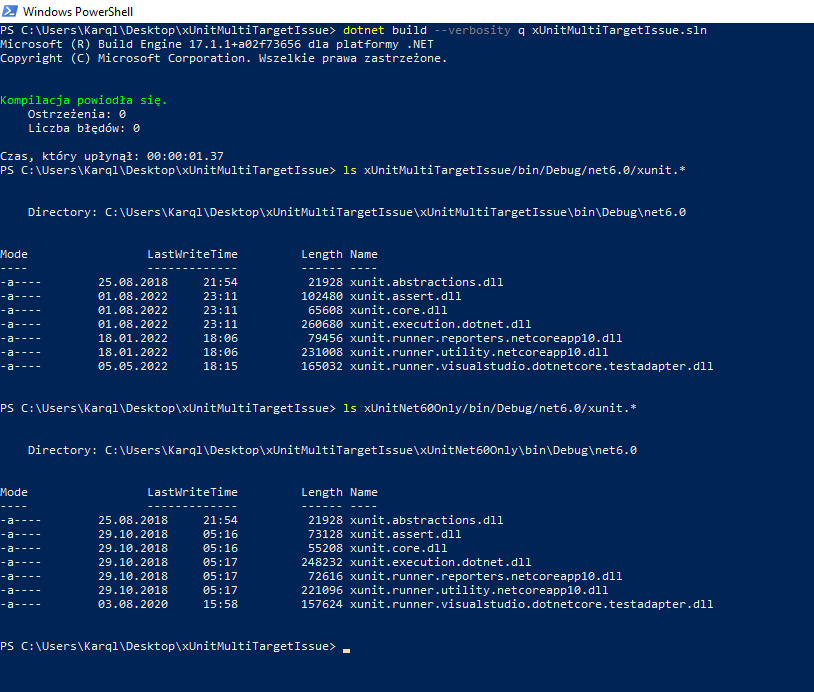 Windows PowerShell
PS C:\Users\Karql\Desktop\xUnitMultiTargetIssue> dotnet build --verbosity q xUnitMultiTargetIssue.sln
Microsoft (R) Build Engine 17.1.1+a02f73656 dla platformy .NET
Copyright (C) Microsoft Corporation. Wszelkie prawa zastrzeżone.
Kompilacja powiodła się.
    Ostrzeżenia: 0
    Liczba błędów: 0
Czas, który upłynął: 00:00:01.37
PS C:\Users\Karql\Desktop\xUnitMultiTargetIssue> ls xUnitMultiTargetIssue/bin/Debug/net6.0/xunit.*
    Directory: C:\Users\Karql\Desktop\xUnitMultiTargetIssue\xUnitMultiTargetIssue\bin\Debug\net6.0
Mode                 LastWriteTime         Length Name
----                 -------------         ------ ----
-a----        25.08.2018     21:54          21928 xunit.abstractions.dll
-a----        01.08.2022     23:11         102480 xunit.assert.dll
-a----        01.08.2022     23:11          65608 xunit.core.dll
-a----        01.08.2022     23:11         260680 xunit.execution.dotnet.dll
-a----        18.01.2022     18:06          79456 xunit.runner.reporters.netcoreapp10.dll
-a----        18.01.2022     18:06         231008 xunit.runner.utility.netcoreapp10.dll
-a----        05.05.2022     18:15         165032 xunit.runner.visualstudio.dotnetcore.testadapter.dll
PS C:\Users\Karql\Desktop\xUnitMultiTargetIssue> ls xUnitNet60Only/bin/Debug/net6.0/xunit.*
    Directory: C:\Users\Karql\Desktop\xUnitMultiTargetIssue\xUnitNet60Only\bin\Debug\net6.0
Mode                 LastWriteTime         Length Name
----                 -------------         ------ ----
-a----        25.08.2018     21:54          21928 xunit.abstractions.dll
-a----        29.10.2018     05:16          73128 xunit.assert.dll
-a----        29.10.2018     05:16          55208 xunit.core.dll
-a----        29.10.2018     05:17         248232 xunit.execution.dotnet.dll
-a----        29.10.2018     05:17          72616 xunit.runner.reporters.netcoreapp10.dll
-a----        29.10.2018     05:17         221096 xunit.runner.utility.netcoreapp10.dll
-a----        03.08.2020     15:58         157624 xunit.runner.visualstudio.dotnetcore.testadapter.dll
PS C:\Users\Karql\Desktop\xUnitMultiTargetIssue>